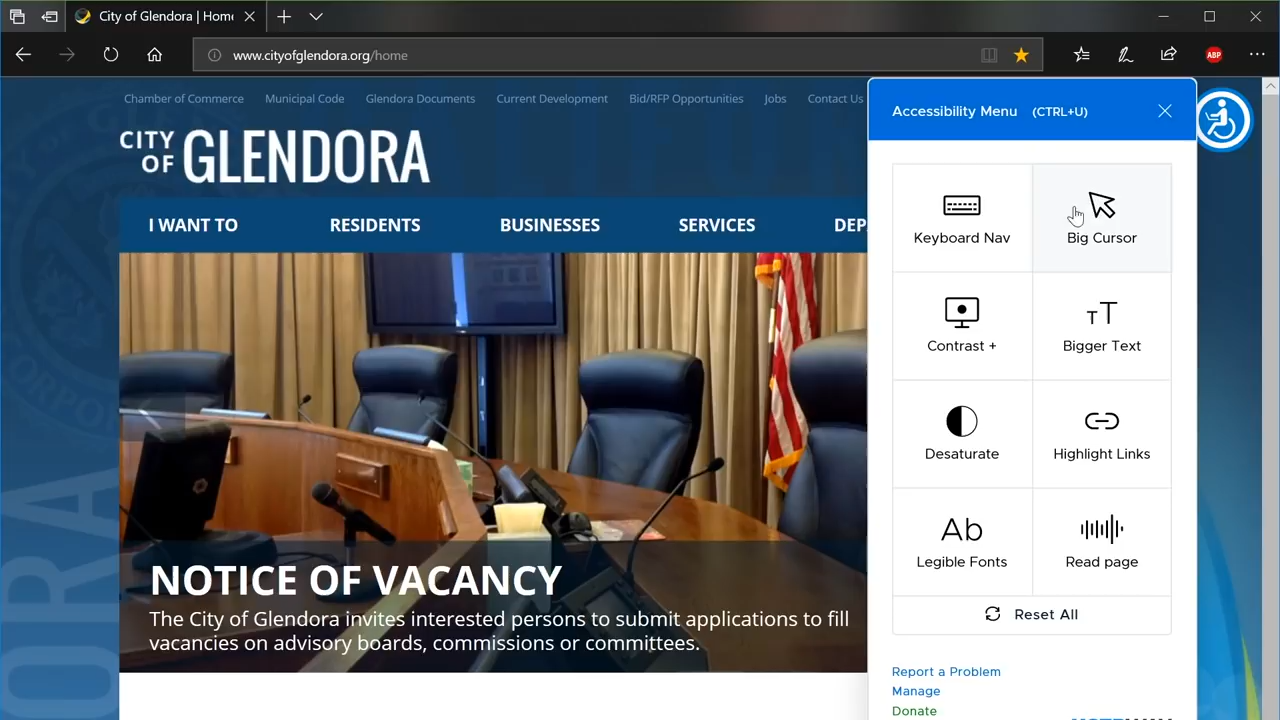 City of Glendora | Home
www.cityofglendora.org/home
ABP
Chamber of Commerce
Municipal Code
Glendora Documents
Current Development
Bid/RFP Opportunities
Jobs
Contact Us
CITY OF GLENDORA
I WANT TO
RESIDENTS
BUSINESSES
SERVICES
DEP
NOTICE OF VACANCY
The City of Glendora invites interested persons to submit applications to fill
vacancies on advisory boards, commissions or committees.
Accessibility Menu (CTRL+U)
Keyboard Nav
Big Cursor
Contrast +
Bigger Text
Desaturate
Highlight Links
Ab
Legible Fonts
Read page
Reset All
Report a Problem
Manage
Donate